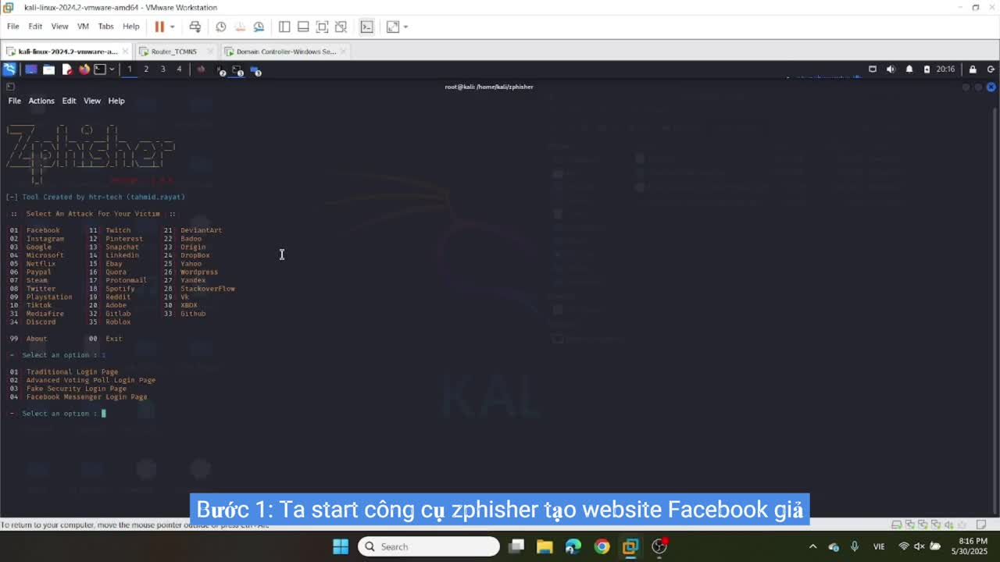 kali-linux-2024.2-vmware-amd64 - VMware Workstation
File Edit View VM Tabs Help
kali-linux-2024.2-vmware-a... Router_TCMN5 Domain Controller-Windows Se...
1 2 3 4 20:16
root@kali: /home/kali/zphisher
File Actions Edit View Help
Zphisher
[-] Tool Created by htr-tech (tahmid.rayat)
:: Select An Attack For Your Victim ::
01 Facebook 11 Twitch 21 DeviantArt
02 Instagram 12 Pinterest 22 Badoo
03 Google 13 Snapchat 23 Origin
04 Microsoft 14 Linkedin 24 DropBox
05 Netflix 15 Ebay 25 Yahoo
06 Paypal 16 Quora 26 Wordpress
07 Steam 17 Protonmail 27 Yandex
08 Twitter 18 Spotify 28 StackoverFlow
09 Playstation 19 Reddit 29 Vk
10 Tiktok 20 Adobe 30 XBOX
31 Mediafire 32 Gitlab 33 Github
34 Discord 35 Roblox
99 About 00 Exit
- Select an option : 1
01 Traditional Login Page
02 Advanced Voting Poll Login Page
03 Fake Security Login Page
04 Facebook Messenger Login Page
- Select an option :
KAL
Bước 1: Ta start công cụ zphisher tạo website Facebook giả
To return to your computer, move the mouse pointer outside or press Ctrl-Alt.
Search VIE 8:16 PM
5/30/2025